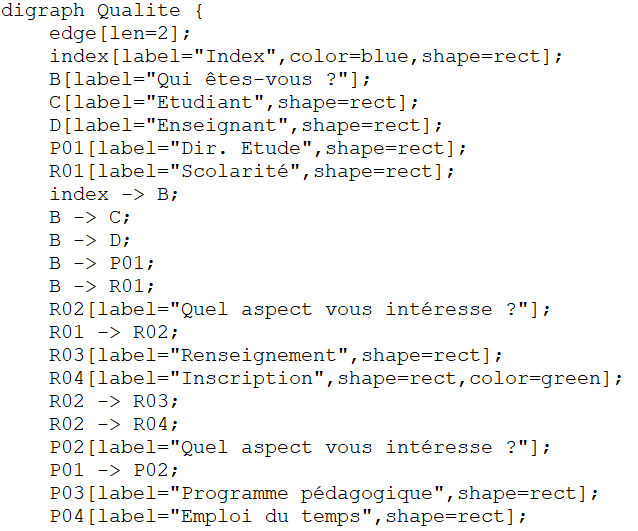 digraph Qualite {
edge[len=2];
index[label="Index",color=blue,shape=rect];
B[label="Qui êtes-vous ?"];
C[label="Etudiant",shape=rect];
D[label="Enseignant",shape=rect];
P01[label="Dir. Etude",shape=rect];
R01[label="Scolarité",shape=rect];
index -> B;
B -> C;
B -> D;
B -> P01;
B -> R01;
R02[label="Quel aspect vous intéresse ?"];
R01 -> R02;
R03[label="Renseignement",shape=rect];
R04[label="Inscription",shape=rect,color=green];
R02 -> R03;
R02 -> R04;
P02[label="Quel aspect vous intéresse ?"];
P01 -> P02;
P03[label="Programme pédagogique",shape=rect];
P04[label="Emploi du temps",shape=rect];